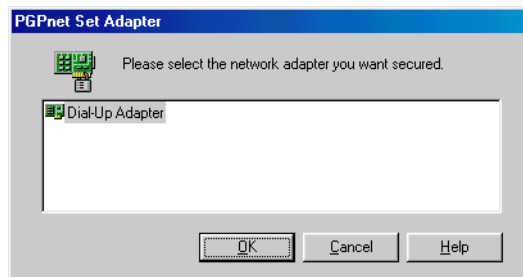 PGPnet Set Adapter
Please select the network adapter you want secured.
Dial-Up Adapter
OK Cancel Help